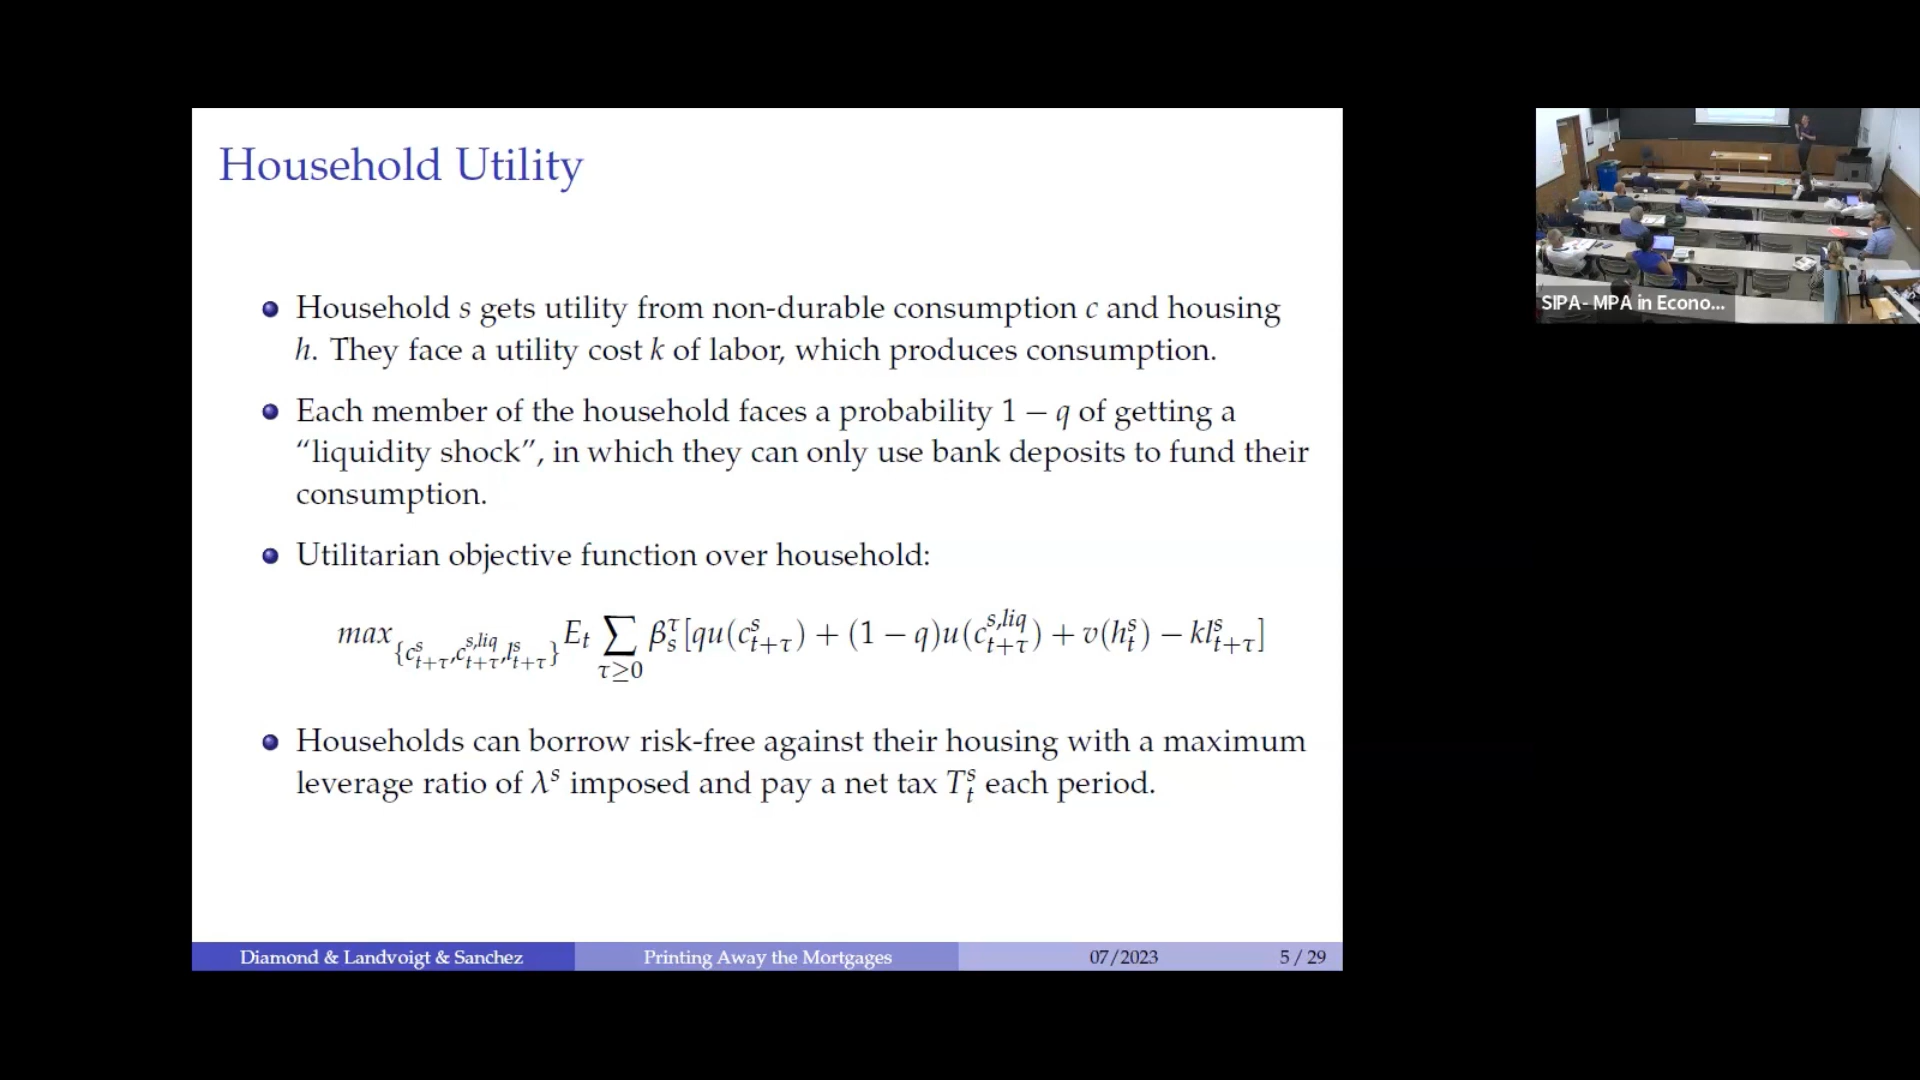 Household Utility
Household s gets utility from non-durable consumption c and housing
h. They face a utility cost k of labor, which produces consumption.
Each member of the household faces a probability 1 − q of getting a
“liquidity shock”, in which they can only use bank deposits to fund their
consumption.
Utilitarian objective function over household:
max_{c^s_{t+τ}, c^{s,liq}_{t+τ}, l^s_{t+τ}} E_t ∑_{τ≥0} β^τ_s [qu(c^s_{t+τ}) + (1 − q)u(c^{s,liq}_{t+τ}) + v(h^s_t) − kl^s_{t+τ}]
Households can borrow risk-free against their housing with a maximum
leverage ratio of λ^s imposed and pay a net tax T^s_t each period.
Diamond & Landvoigt & Sanchez Printing Away the Mortgages 07/2023 5 / 29
SIPA- MPA in Econo...